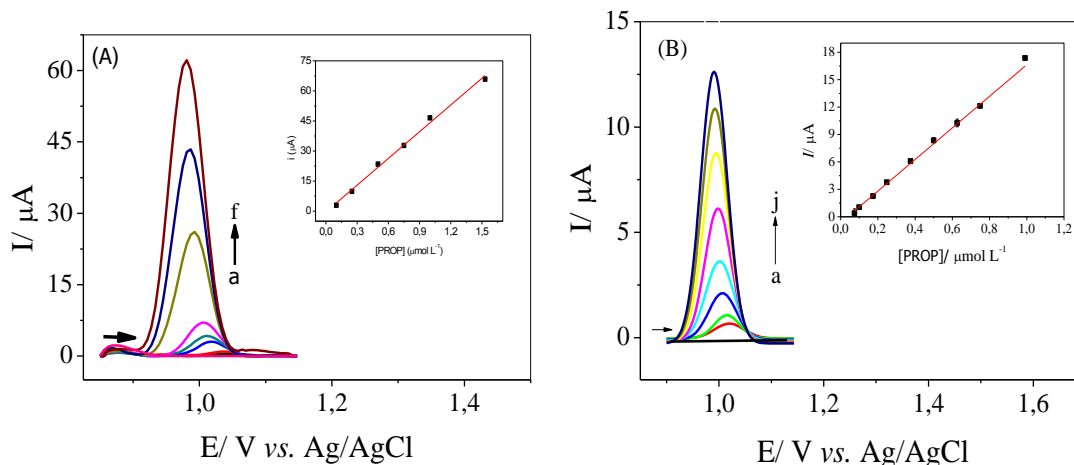 (A)
60
45
30
15
0
I/ µA
1,0
1,2
1,4
E/ V vs. Ag/AgCl
f
a
75
60
45
30
15
0
i (µA)
0,0 0,3 0,6 0,9 1,2 1,5
[PROP] (µmol L⁻¹)
(B)
15
10
5
0
-5
I/ µA
1,0 1,2 1,4 1,6
E/ V vs. Ag/AgCl
j
a
18
15
12
9
6
3
0
I/ µA
0,0 0,2 0,4 0,6 0,8 1,0 1,2
[PROP]/ µmol L⁻¹